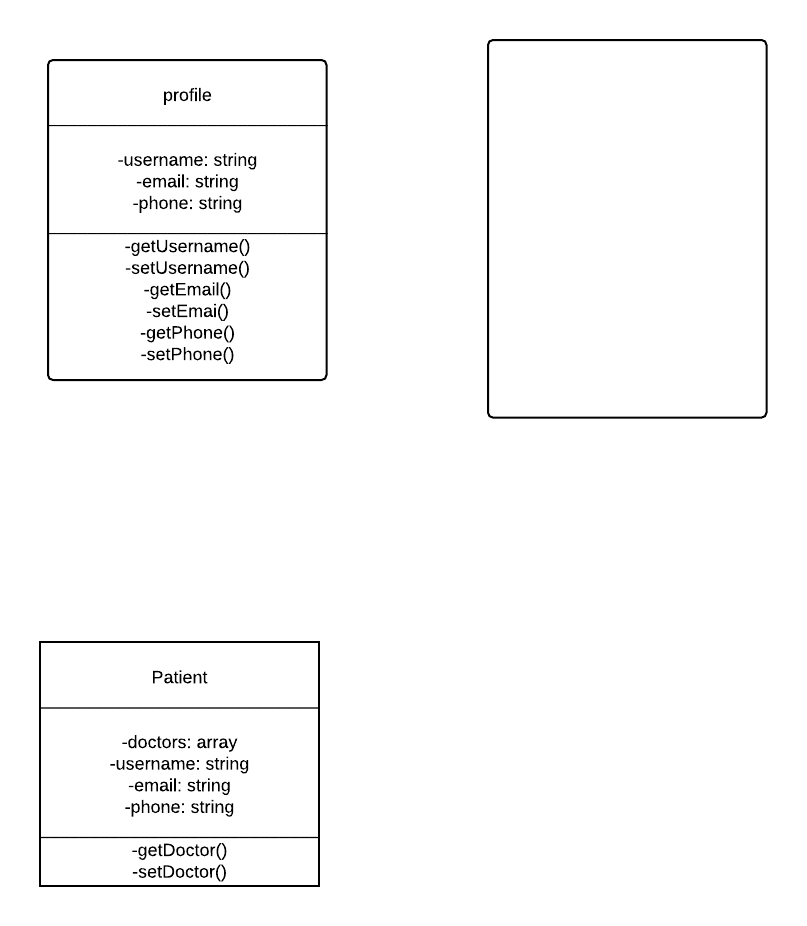 profile
-username: string
-email: string
-phone: string
-getUsername()
-setUsername()
-getEmail()
-setEmai()
-getPhone()
-setPhone()
Patient
-doctors: array
-username: string
-email: string
-phone: string
-getDoctor()
-setDoctor()